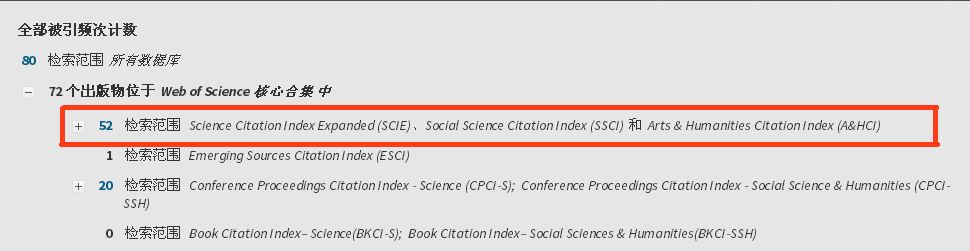 全部被引频次计数
80 检索范围 所有数据库
72 个出版物位于 Web of Science 核心合集 中
52 检索范围 Science Citation Index Expanded (SCIE) 、Social Science Citation Index (SSCI) 和 Arts & Humanities Citation Index (A&HCI)
1 检索范围 Emerging Sources Citation Index (ESCI)
20 检索范围 Conference Proceedings Citation Index - Science (CPCI-S); Conference Proceedings Citation Index - Social Science & Humanities (CPCI-
SSH)
0 检索范围 Book Citation Index– Science(BKCI-S); Book Citation Index– Social Sciences & Humanities(BKCI-SSH)